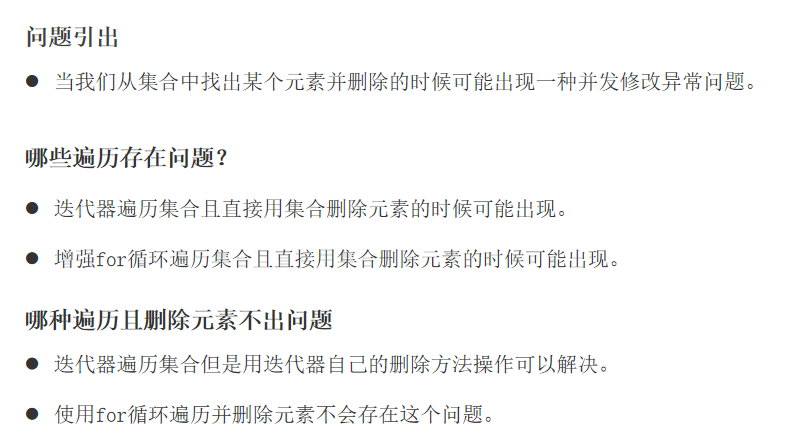 问题引出
● 当我们从集合中找出某个元素并删除的时候可能出现一种并发修改异常问题。
哪些遍历存在问题?
● 迭代器遍历集合且直接用集合删除元素的时候可能出现。
● 增强for循环遍历集合且直接用集合删除元素的时候可能出现。
哪种遍历且删除元素不出问题
● 迭代器遍历集合但是用迭代器自己的删除方法操作可以解决。
● 使用for循环遍历并删除元素不会存在这个问题。